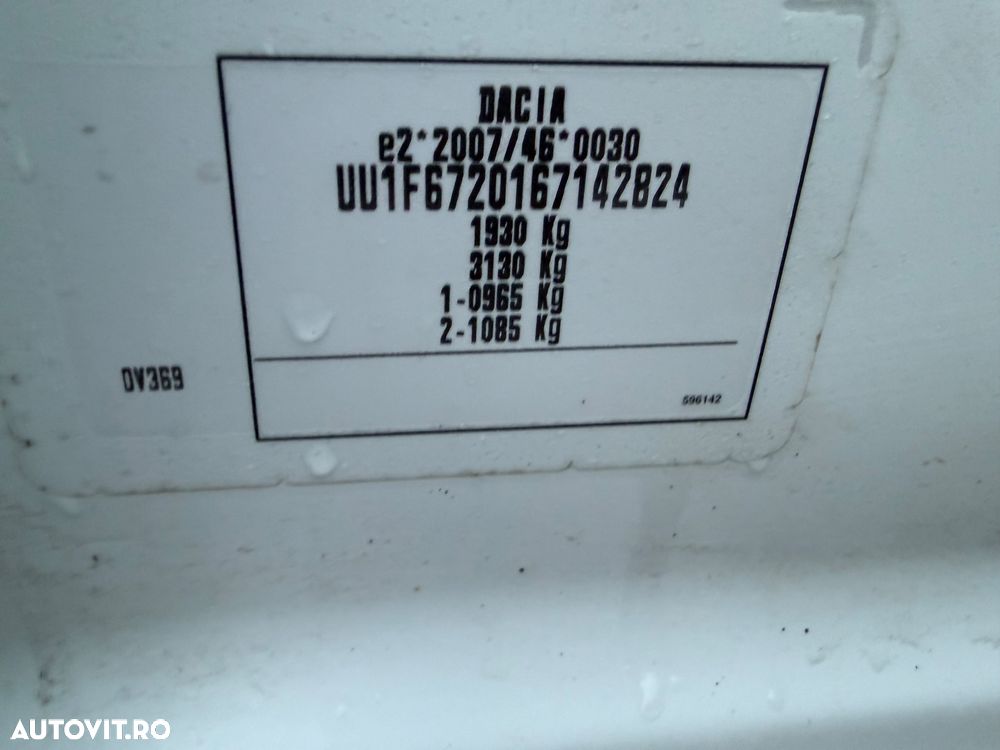 DACIA
e2*2007/46*0030
UU1F6720167142824
1930 Kg
3130 Kg
1-0965 Kg
2-1085 Kg
0V369
596142
AUTOVIT.RO